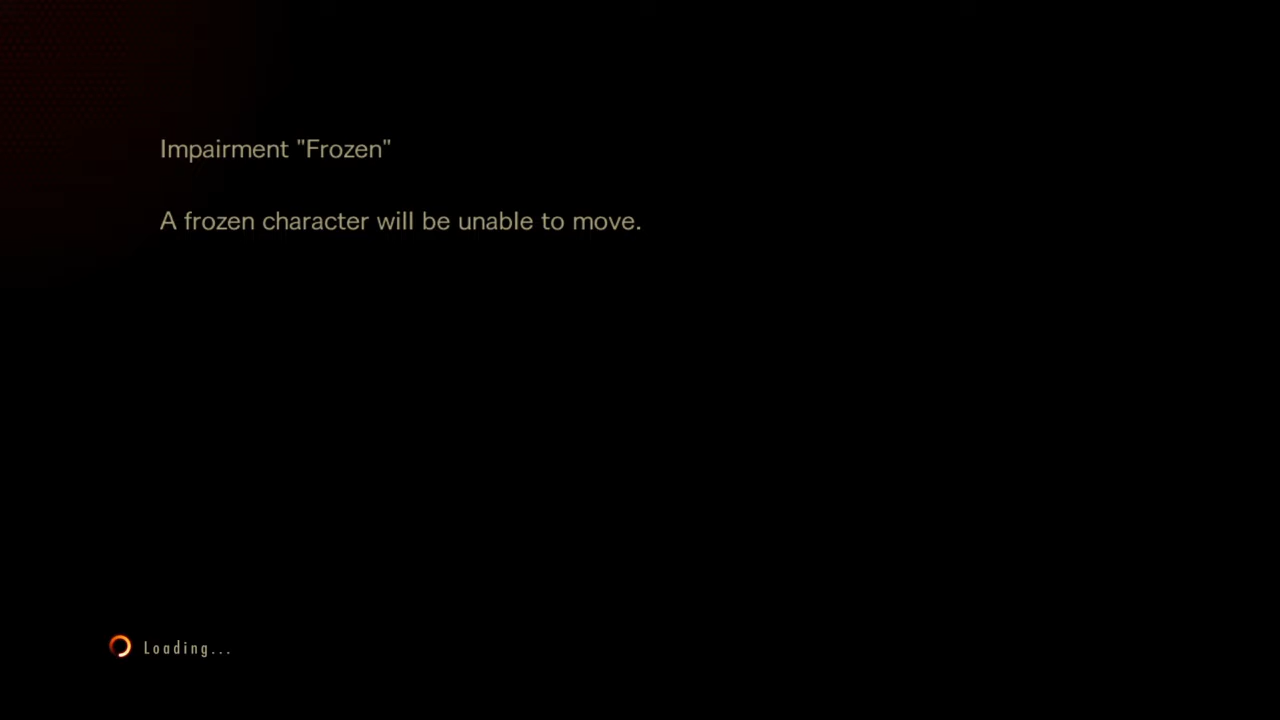 Impairment "Frozen"
A frozen character will be unable to move.
Loading...